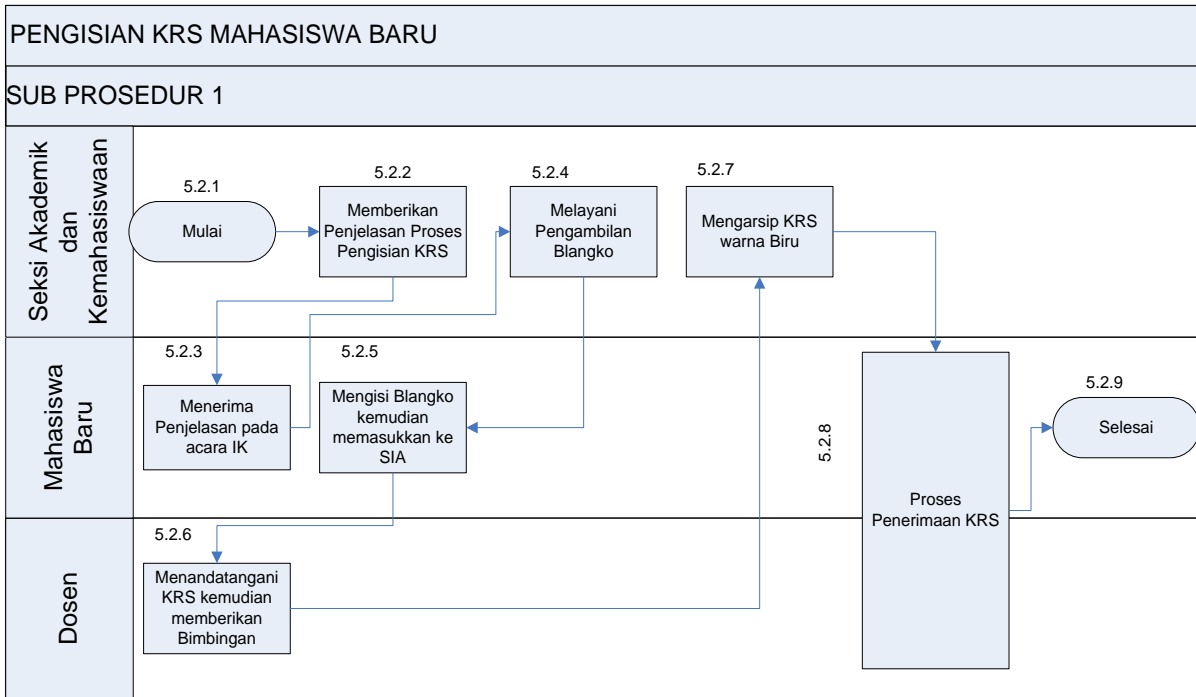 PENGISIAN KRS MAHASISWA BARU
SUB PROSEDUR 1
Seksi Akademik
dan
Kemahasiswaan
5.2.1
Mulai
5.2.2
Memberikan
Penjelasan Proses
Pengisian KRS
5.2.4
Melayani
Pengambilan
Blangko
5.2.7
Mengarsip KRS
warna Biru
Mahasiswa
Baru
5.2.3
Menerima
Penjelasan pada
acara IK
5.2.5
Mengisi Blangko
kemudian
memasukkan ke
SIA
5.2.8
Proses
Penerimaan KRS
5.2.9
Selesai
Dosen
5.2.6
Menandatangani
KRS kemudian
memberikan
Bimbingan